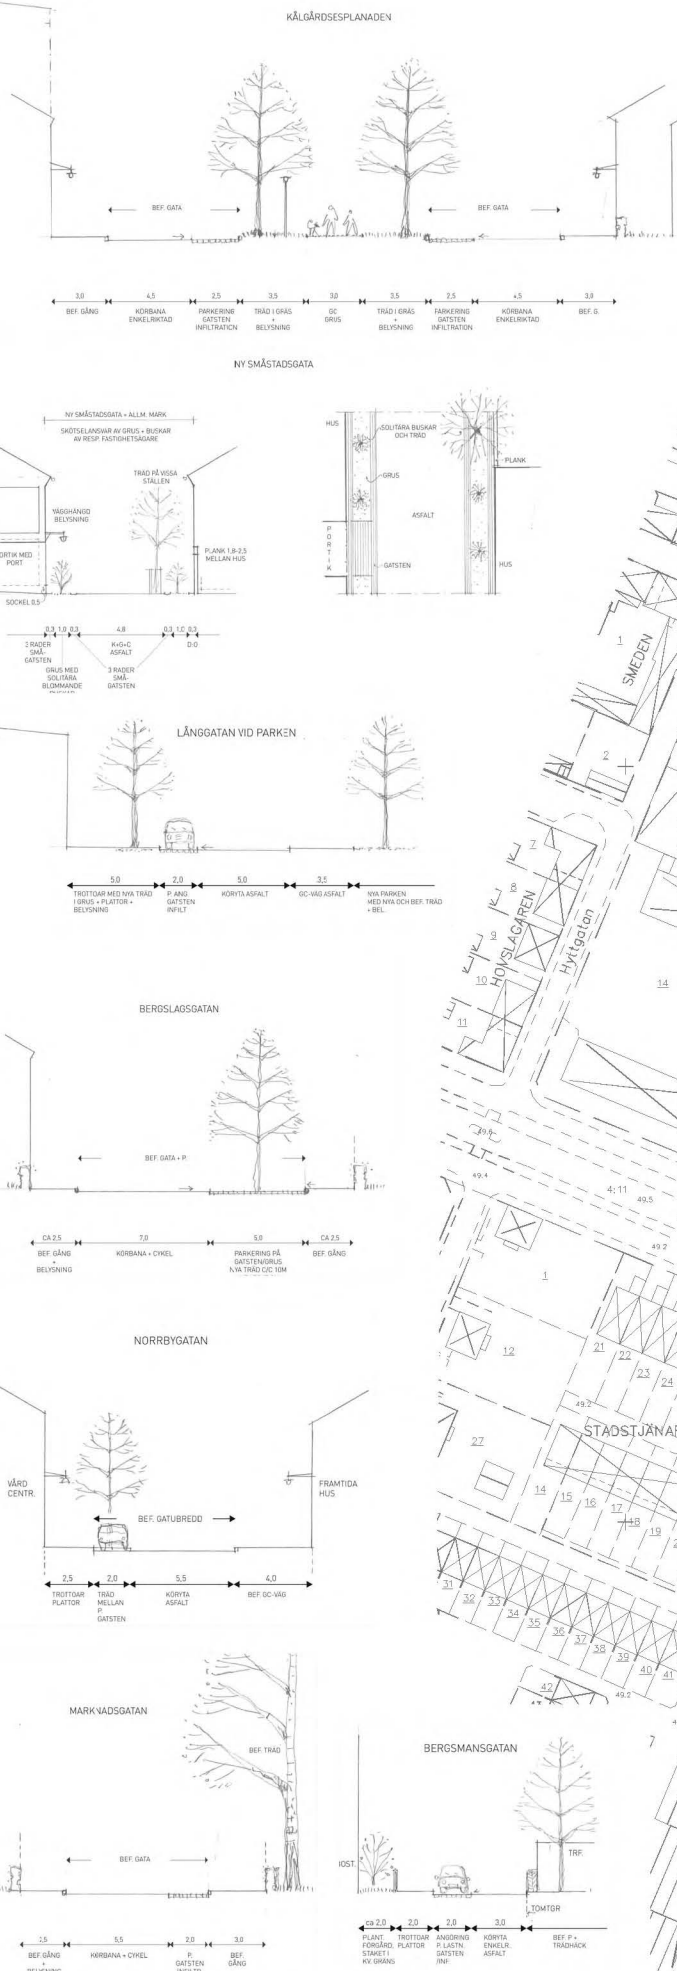 KÅLGÅRDSESPLANADEN
BEF. GATA
BEF. GATA
3,0 4,5 2,5 3,5 3,0 3,5 2,5 4,5 3,0
BEF. GÅNG
KÖRBANA
ENKELRIKTAD
PARKERING
GATSTEN
INFILTRATION
TRÄD I GRÄS
+
BELYSNING
GC
GRUS
TRÄD I GRÄS
+
BELYSNING
PARKERING
GATSTEN
INFILTRATION
KÖRBANA
ENKELRIKTAD
BEF. G.
NY SMÅSTADSGATA
NY SMÅSTADSGATA = ALLM. MARK
SKÖTSELANSVAR AV GRUS + BUSKAR
AV RESP. FASTIGHETSÄGARE
TRÄD PÅ VISSA
STÄLLEN
VÄGGHÄNGD
BELYSNING
ORTIK MED
PORT
PLANK 1,8-2,5
MELLAN HUS
SOCKEL 0,5
0,3 1,0 0,3 4,8 0,3 1,0 0,3
3 RADER
SMÅ-
GATSTEN
K+G+C
ASFALT
D:O
GRUS MED
SOLITÄRA
BLOMMANDE
3 RADER
SMÅ-
GATSTEN
HUS
SOLITÄRA BUSKAR
OCH TRÄD
PLANK
GRUS
ASFALT
PORTIK
GATSTEN
HUS
LÅNGGATAN VID PARKEN
5,0 2,0 5,0 3,5
TROTTOAR MED NYA TRÄD
I GRUS + PLATTOR +
BELYSNING
P ÄNG
GATSTEN
INFILT
KÖRYTA ASFALT
GC-VÄG ASFALT
NYA PARKEN
MED NYA OCH BEF. TRÄD
+ BEL.
BERGSLAGSGATAN
BEF. GATA + P
CA 2,5 7,0 5,0 CA 2,5
BEF. GÅNG
+
BELYSNING
KÖRBANA + CYKEL
PARKERING PÅ
GATSTEN/GRUS
NYA TRÄD C/C 10M
BEF. GÅNG
NORRBYGATAN
VÅRD
CENTR.
FRAMTIDA
HUS
BEF. GATUBREDD
2,5 2,0 5,5 4,0
TROTTOAR
PLATTOR
TRÄD
MELLAN
P.
GATSTEN
KÖRYTA
ASFALT
BEF. GC-VÄG
MARKNADSGATAN
BEF. TRÄD
BEF. GATA
2,5 5,5 2,0 3,0
BEF. GÅNG
+
BELYSNING
KÖRBANA + CYKEL
P.
GATSTEN
BEF.
GÅNG
BERGSMANSGATAN
TRF.
TOMTGR
ca 2,0 2,0 2,0 3,0
PLANT.
FÖRGÅRD,
STAKET I
KV. GRÄNS
TROTTOAR
PLATTOR
ANGÖRING
P. LASTN.
GATSTEN
/INF.
KÖRYTA
ENKELR.
ASFALT
BEF. P +
TRÄDHÄCK
1
SMEDEN
2
7
8
9
10
11
HOVSLAGAREN
Hyttgatan
14
49.4
4:11
49.5
49.2
1
12
21
22
23
24
49.2
STADSTJÄNAR
27
14
15
16
17
18
19
31
32
33
34
35
36
37
38
39
40
41
42
49.2
7